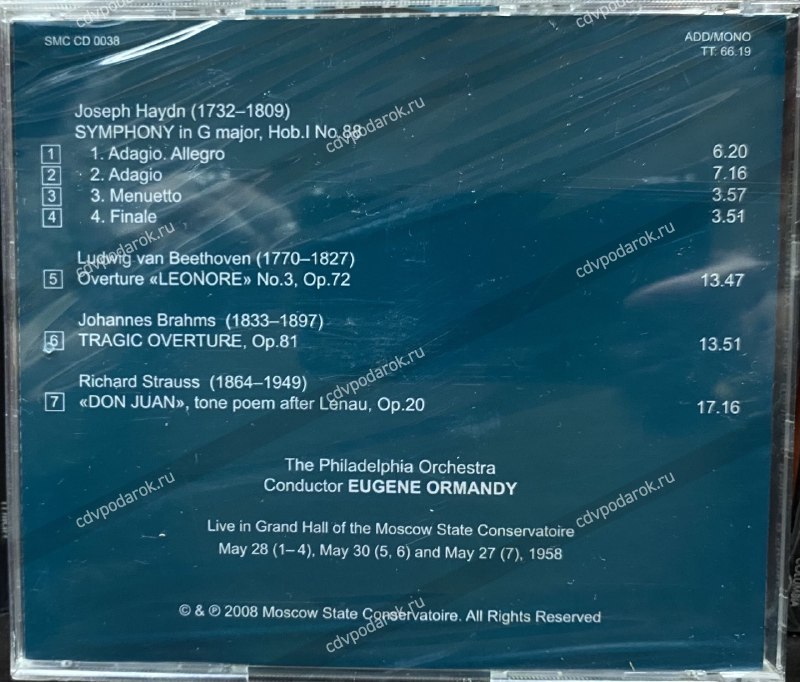 SMC CD 0038
ADD/MONO
TT: 66.19
Joseph Haydn (1732–1809)
SYMPHONY in G major, Hob.I No.88
1 1. Adagio. Allegro 6.20
2 2. Adagio 7.16
3 3. Menuetto 3.57
4 4. Finale 3.51
Ludwig van Beethoven (1770–1827)
5 Overture «LEONORE» No.3, Op.72 13.47
Johannes Brahms (1833–1897)
6 TRAGIC OVERTURE, Op.81 13.51
Richard Strauss (1864–1949)
7 «DON JUAN», tone poem after Lenau, Op.20 17.16
The Philadelphia Orchestra
Conductor EUGENE ORMANDY
Live in Grand Hall of the Moscow State Conservatoire
May 28 (1–4), May 30 (5, 6) and May 27 (7), 1958
© & ℗ 2008 Moscow State Conservatoire. All Rights Reserved
cdvpodarok.ru
cdvpodarok.ru
cdvpodarok.ru
cdvpodarok.ru
cdvpodarok.ru
cdvpodarok.ru
cdvpodarok.ru
cdvpodarok.ru